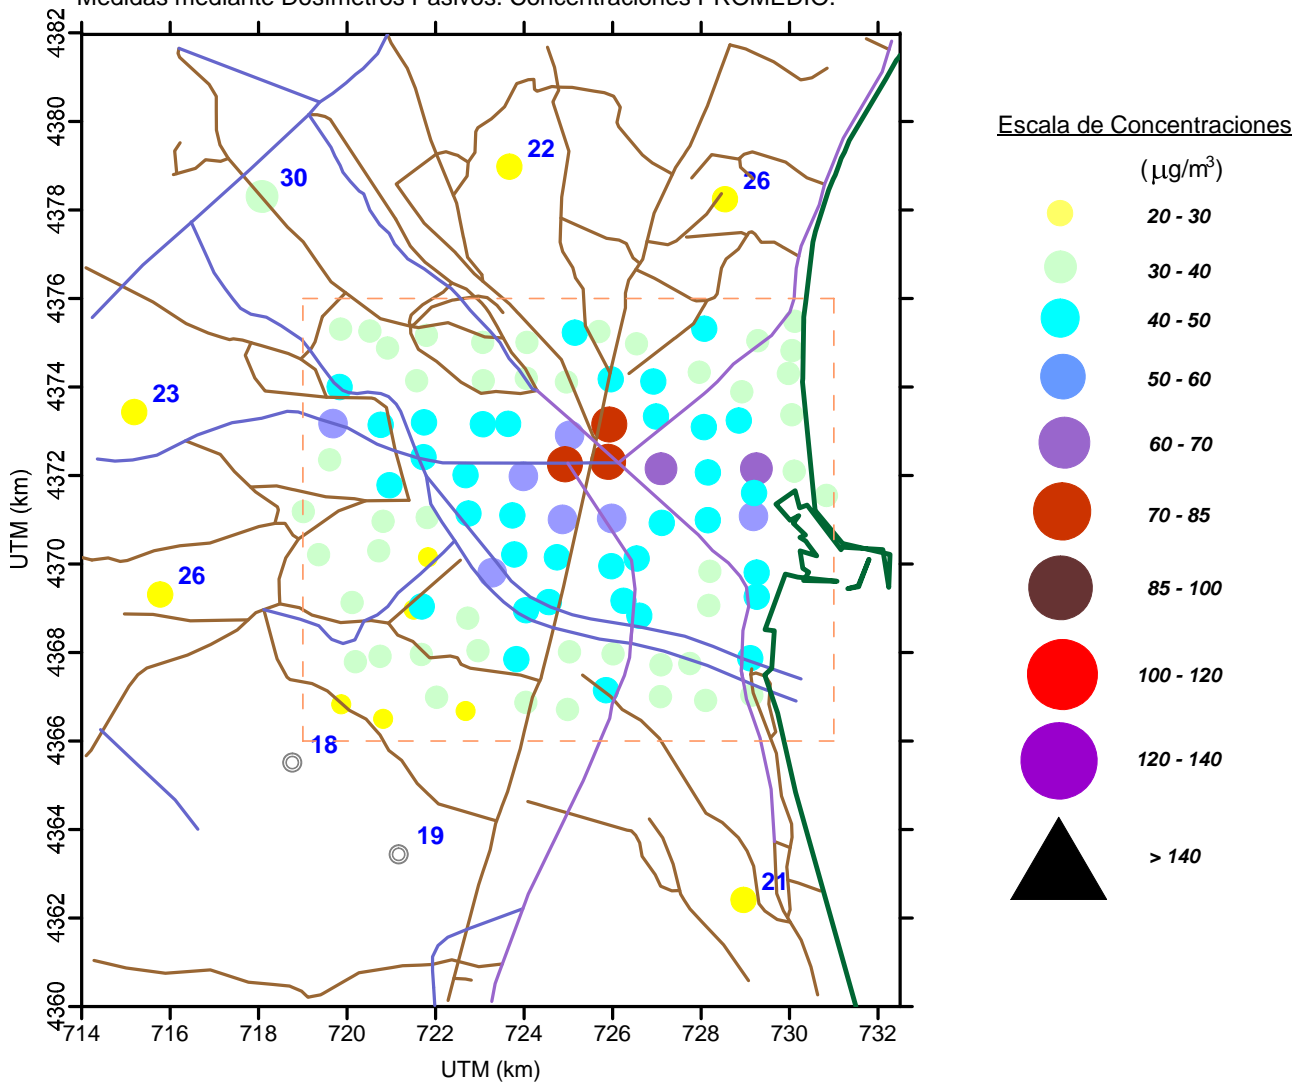 Medidas mediante Dosímetros Pasivos. Concentraciones PROMEDIO.
4382
4380
4378
4376
4374
4372
4370
4368
4366
4364
4362
4360
UTM (km)
22
30
26
23
26
18
19
21
714
716
718
720
722
724
726
728
730
732
UTM (km)
Escala de Concentraciones
(µg/m³)
20 - 30
30 - 40
40 - 50
50 - 60
60 - 70
70 - 85
85 - 100
100 - 120
120 - 140
> 140